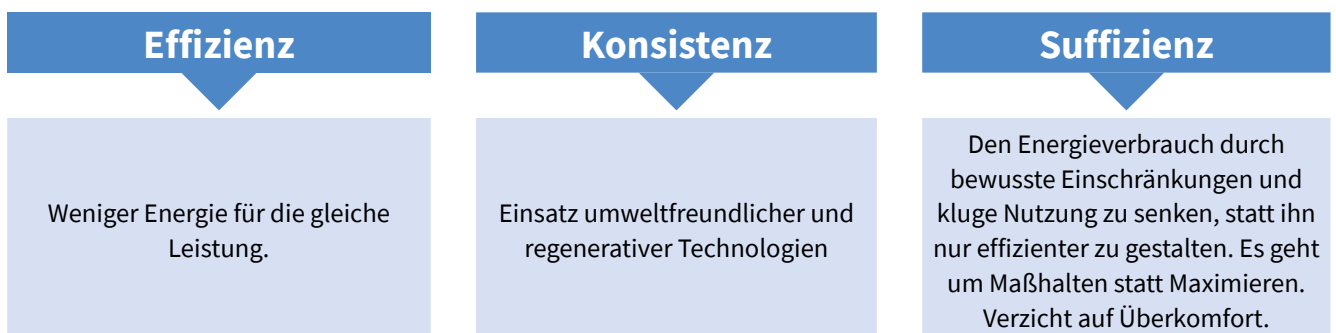 Effizienz
Weniger Energie für die gleiche
Leistung.
Konsistenz
Einsatz umweltfreundlicher und
regenerativer Technologien
Suffizienz
Den Energieverbrauch durch
bewusste Einschränkungen und
kluge Nutzung zu senken, statt ihn
nur effizienter zu gestalten. Es geht
um Maßhalten statt Maximieren.
Verzicht auf Überkomfort.